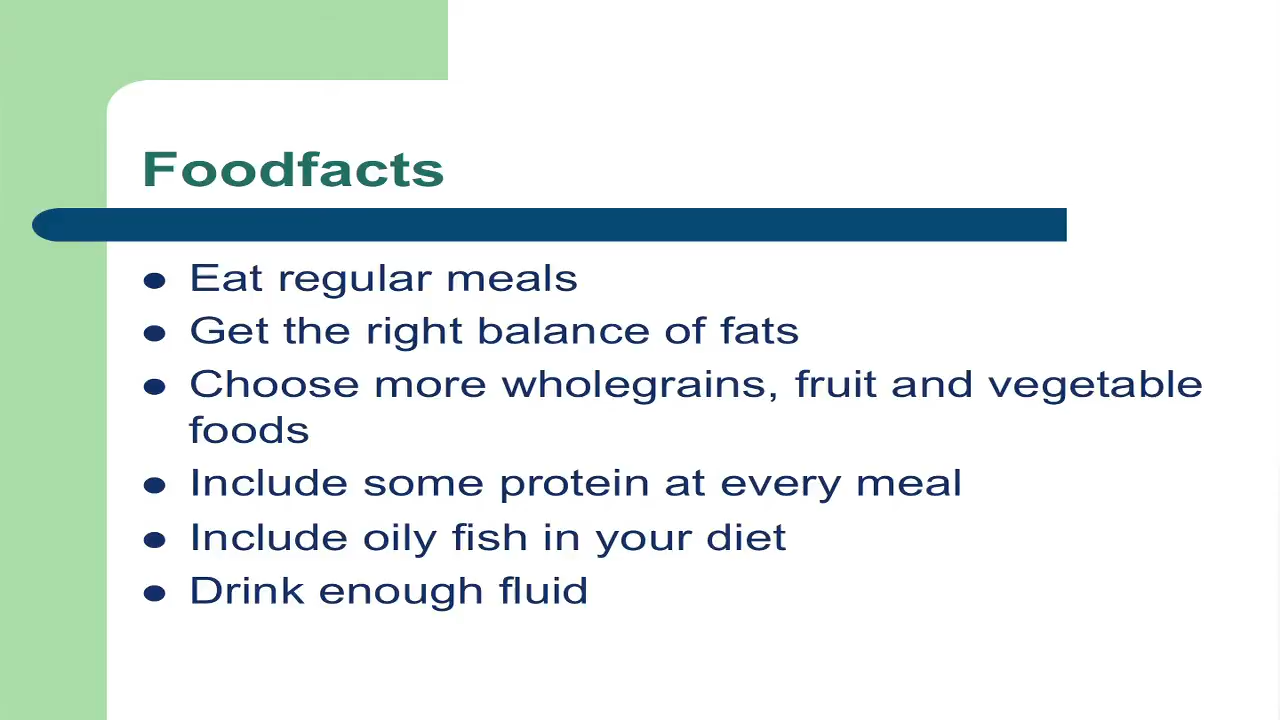 Foodfacts
● Eat regular meals
● Get the right balance of fats
● Choose more wholegrains, fruit and vegetable
foods
● Include some protein at every meal
● Include oily fish in your diet
● Drink enough fluid